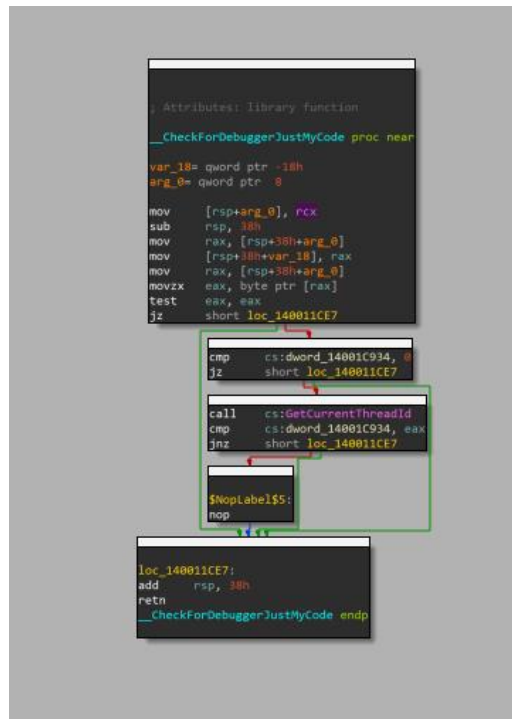 ; Attributes: library function
__CheckForDebuggerJustMyCode proc near
var_18= qword ptr -18h
arg_0= qword ptr  8
mov     [rsp+arg_0], rcx
sub     rsp, 38h
mov     rax, [rsp+38h+arg_0]
mov     [rsp+38h+var_18], rax
mov     rax, [rsp+38h+arg_0]
movzx   eax, byte ptr [rax]
test    eax, eax
jz      short loc_140011CE7
cmp     cs:dword_14001C934, 0
jz      short loc_140011CE7
call    cs:GetCurrentThreadId
cmp     cs:dword_14001C934, eax
jnz     short loc_140011CE7
$NopLabel$5:
nop
loc_140011CE7:
add     rsp, 38h
retn
__CheckForDebuggerJustMyCode endp